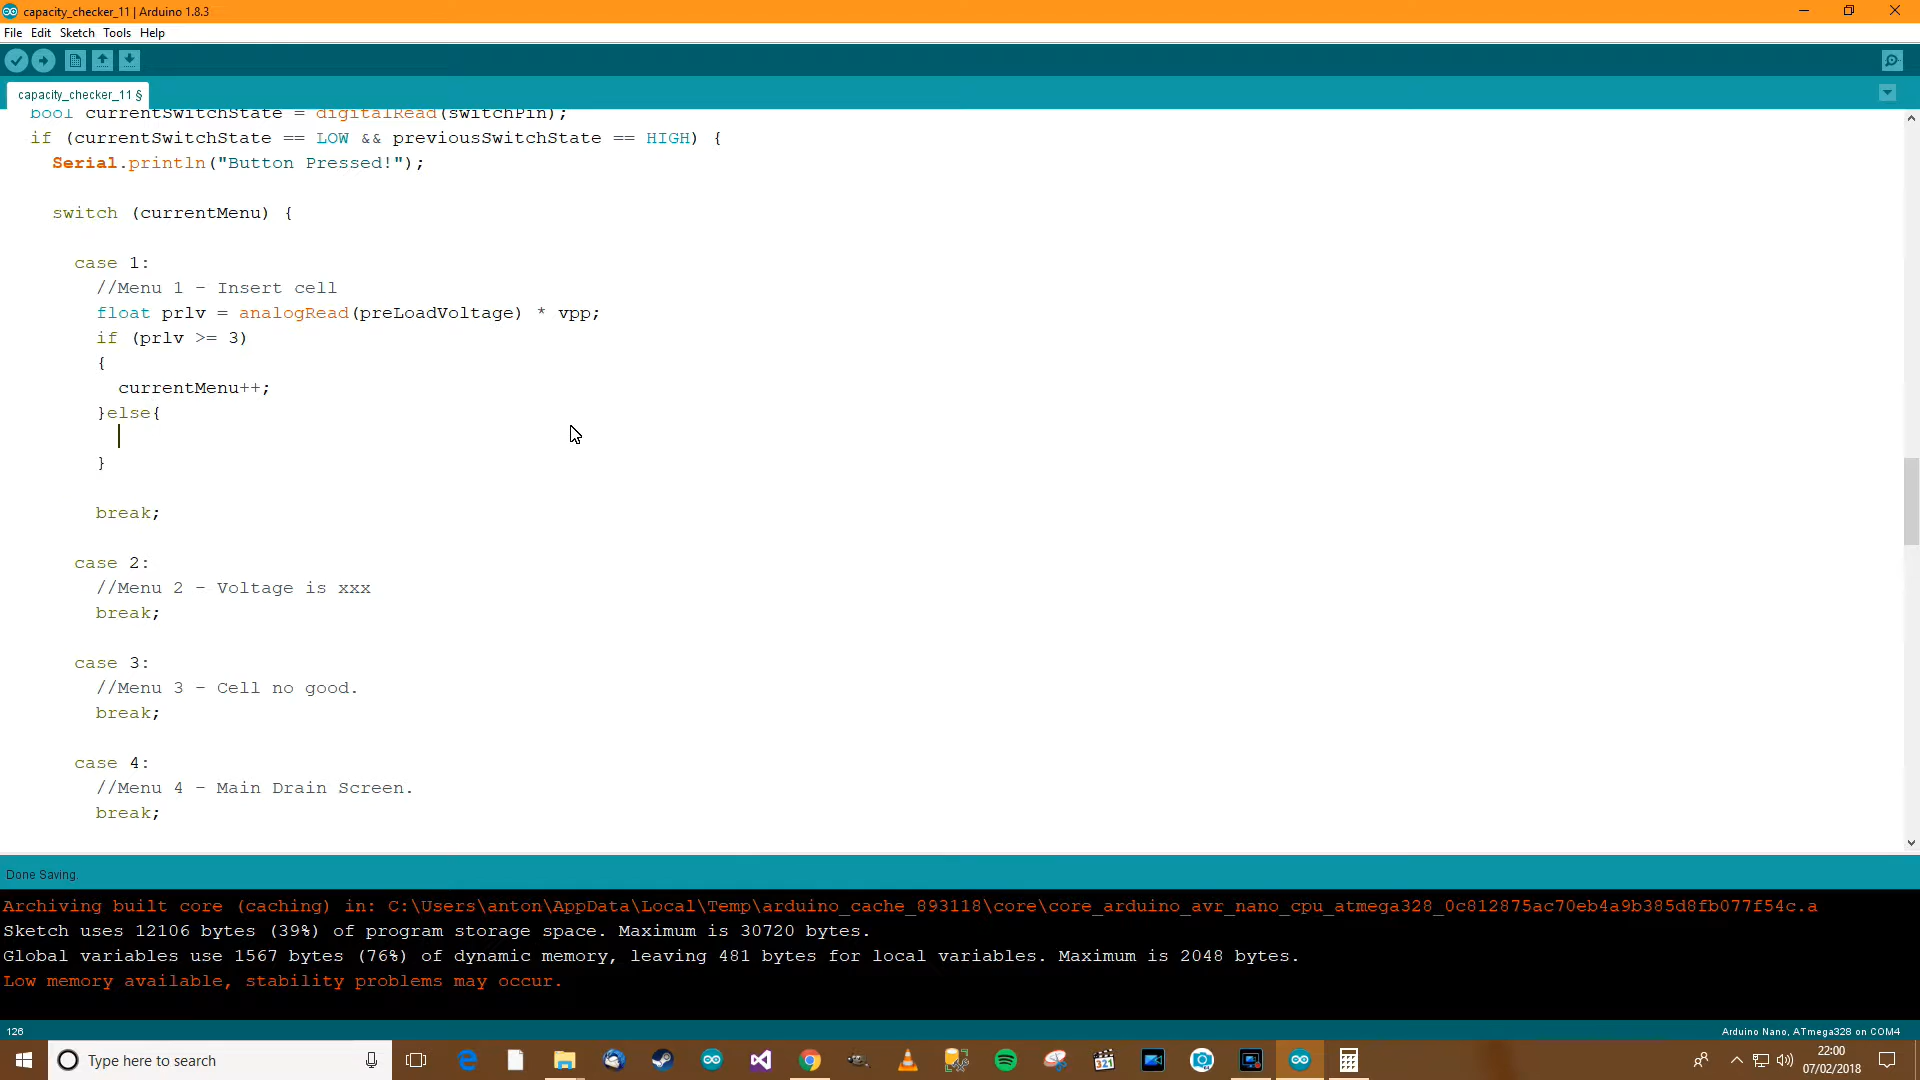 capacity_checker_11 | Arduino 1.8.3
File Edit Sketch Tools Help
capacity_checker_11 §
bool currentSwitchState = digitalRead(switchPin);
if (currentSwitchState == LOW && previousSwitchState == HIGH) {
Serial.println("Button Pressed!");
switch (currentMenu) {
case 1:
//Menu 1 - Insert cell
float prlv = analogRead(preLoadVoltage) * vpp;
if (prlv >= 3)
{
currentMenu++;
}else{
}
break;
case 2:
//Menu 2 - Voltage is xxx
break;
case 3:
//Menu 3 - Cell no good.
break;
case 4:
//Menu 4 - Main Drain Screen.
break;
Done Saving.
Archiving built core (caching) in: C:\Users\anton\AppData\Local\Temp\arduino_cache_893118\core\core_arduino_avr_nano_cpu_atmega328_0c812875ac70eb4a9b385d8fb077f54c.a
Sketch uses 12106 bytes (39%) of program storage space. Maximum is 30720 bytes.
Global variables use 1567 bytes (76%) of dynamic memory, leaving 481 bytes for local variables. Maximum is 2048 bytes.
Low memory available, stability problems may occur.
126
Arduino Nano, ATmega328 on COM4
Type here to search
321
22:00
07/02/2018